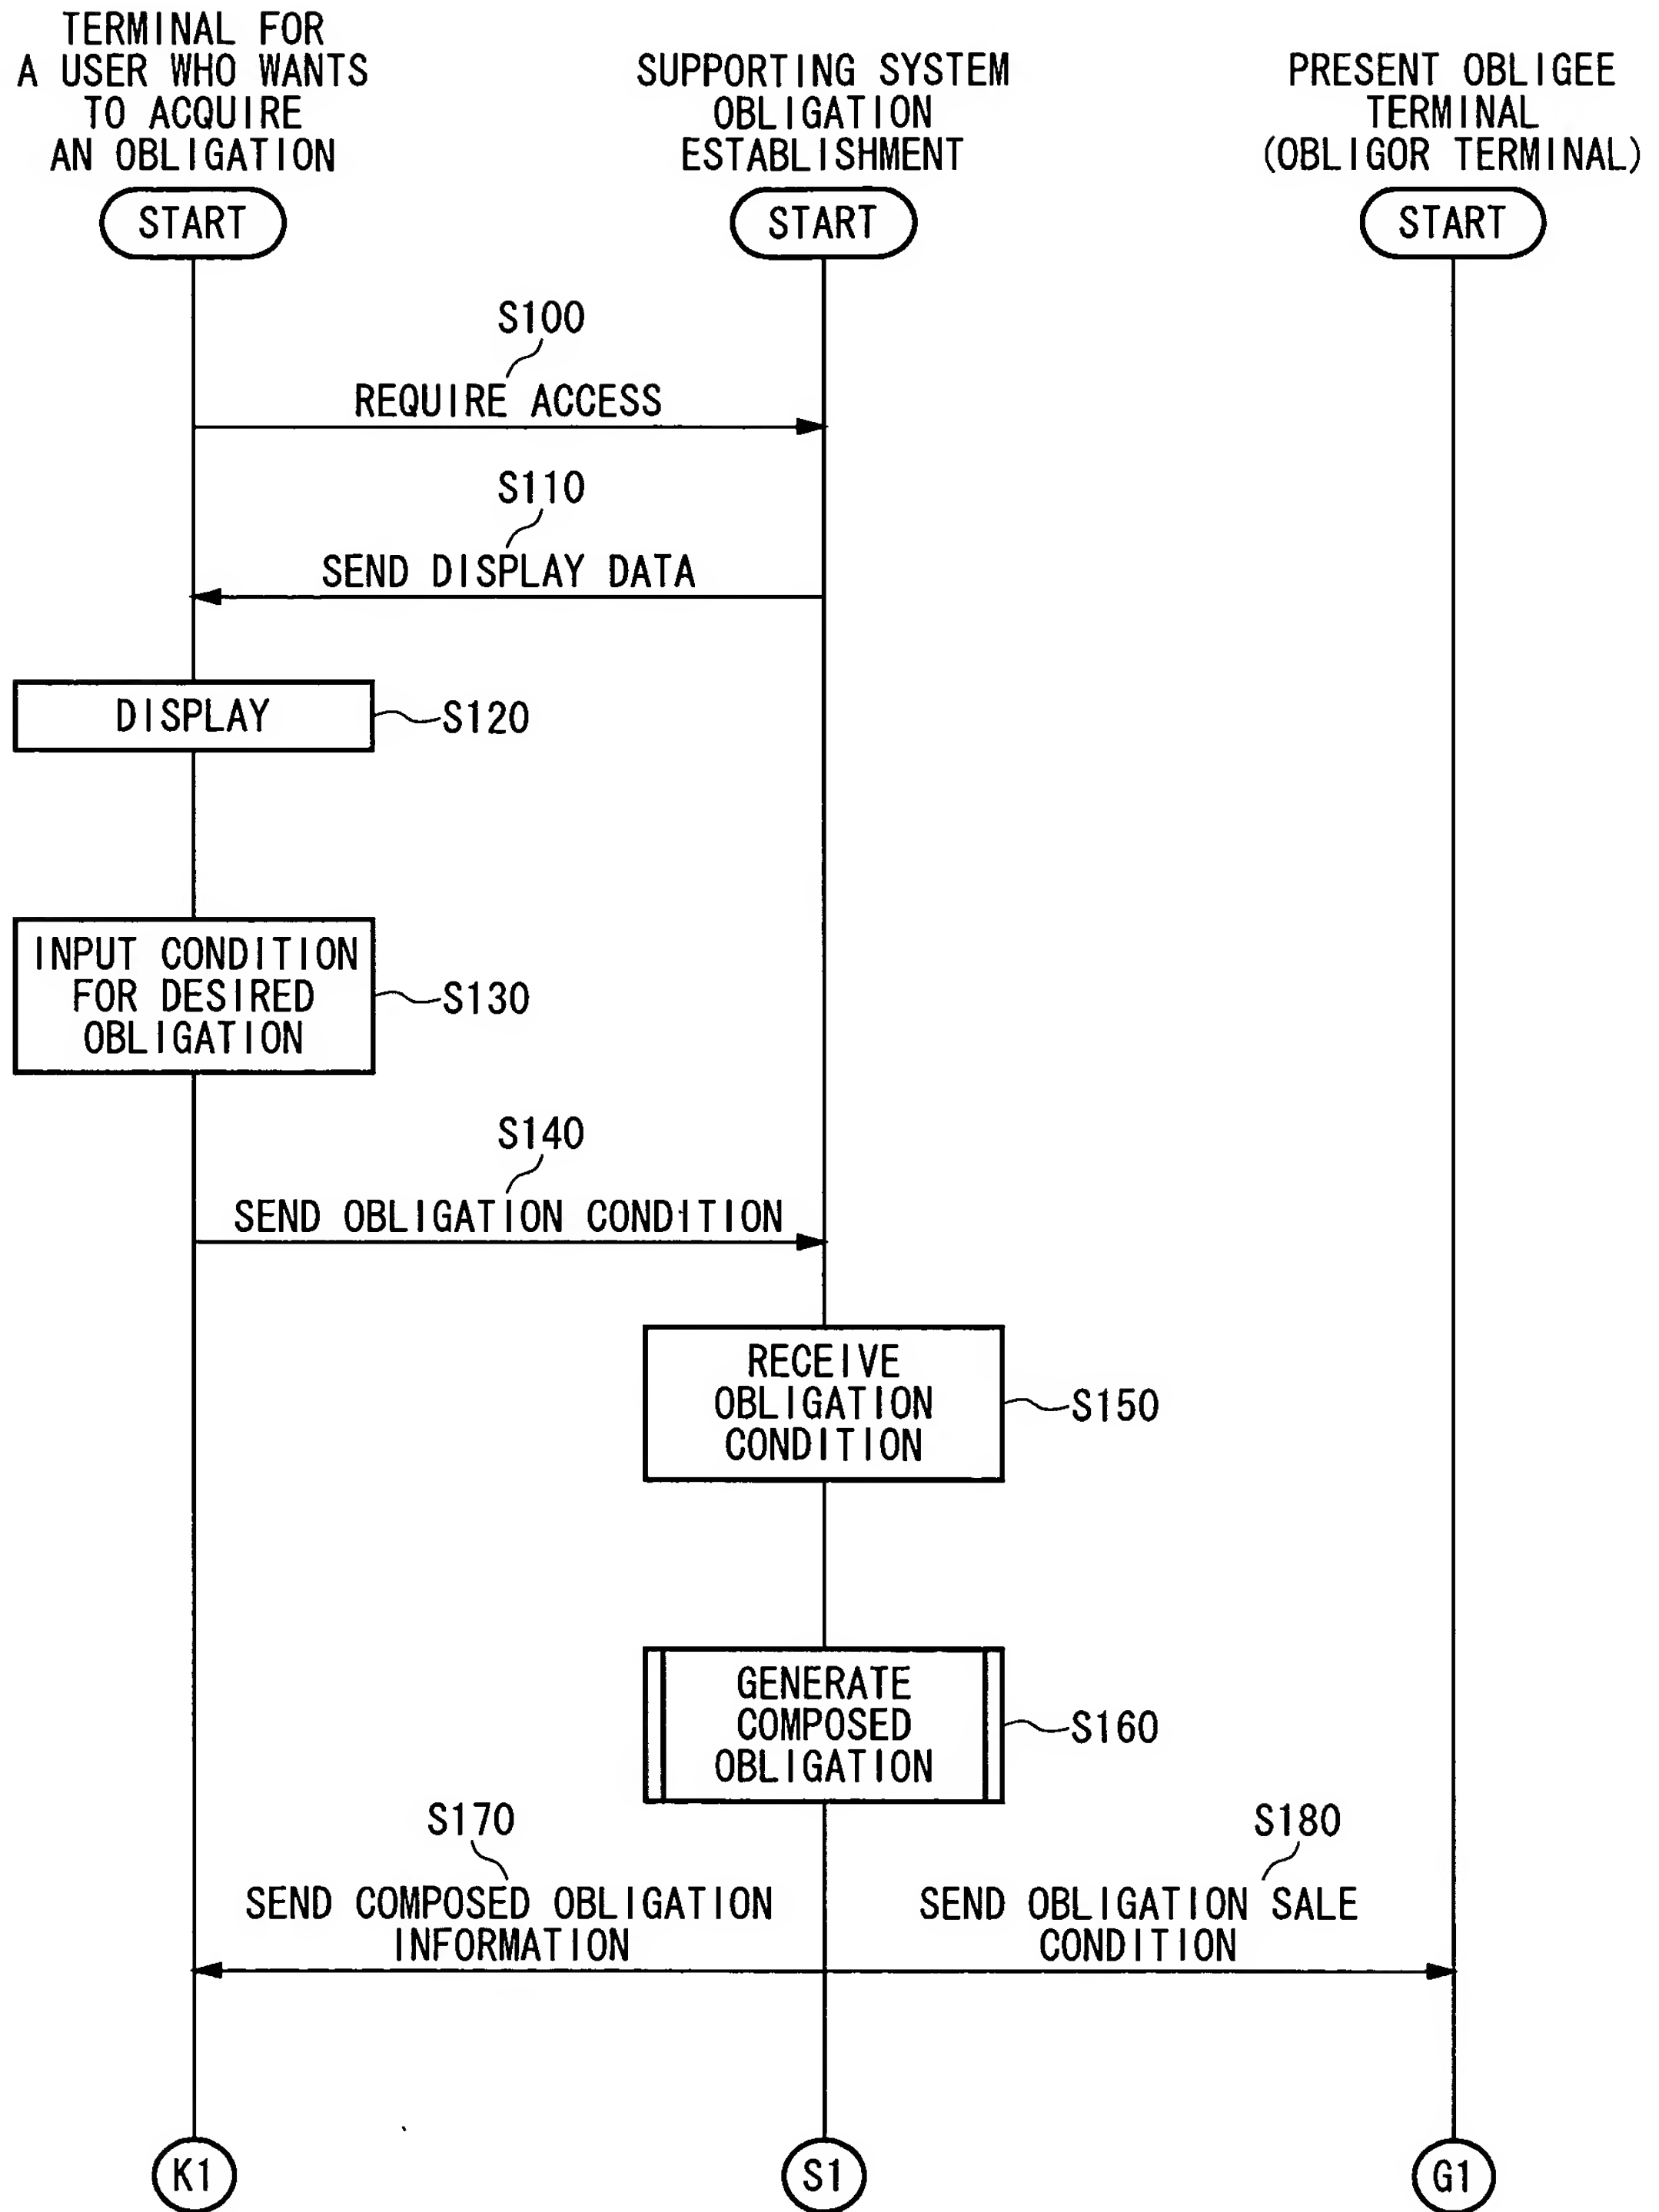 TERMINAL FOR
A USER WHO WANTS
TO ACQUIRE
AN OBLIGATION
SUPPORTING SYSTEM
OBLIGATION
ESTABLISHMENT
PRESENT OBLIGEE
TERMINAL
(OBLIGOR TERMINAL)
START
START
START
S100
REQUIRE ACCESS
S110
SEND DISPLAY DATA
DISPLAY
S120
INPUT CONDITION
FOR DESIRED
OBLIGATION
S130
S140
SEND OBLIGATION CONDITION
RECEIVE
OBLIGATION
CONDITION
S150
GENERATE
COMPOSED
OBLIGATION
S160
S170
SEND COMPOSED OBLIGATION
INFORMATION
S180
SEND OBLIGATION SALE
CONDITION
K1
S1
G1